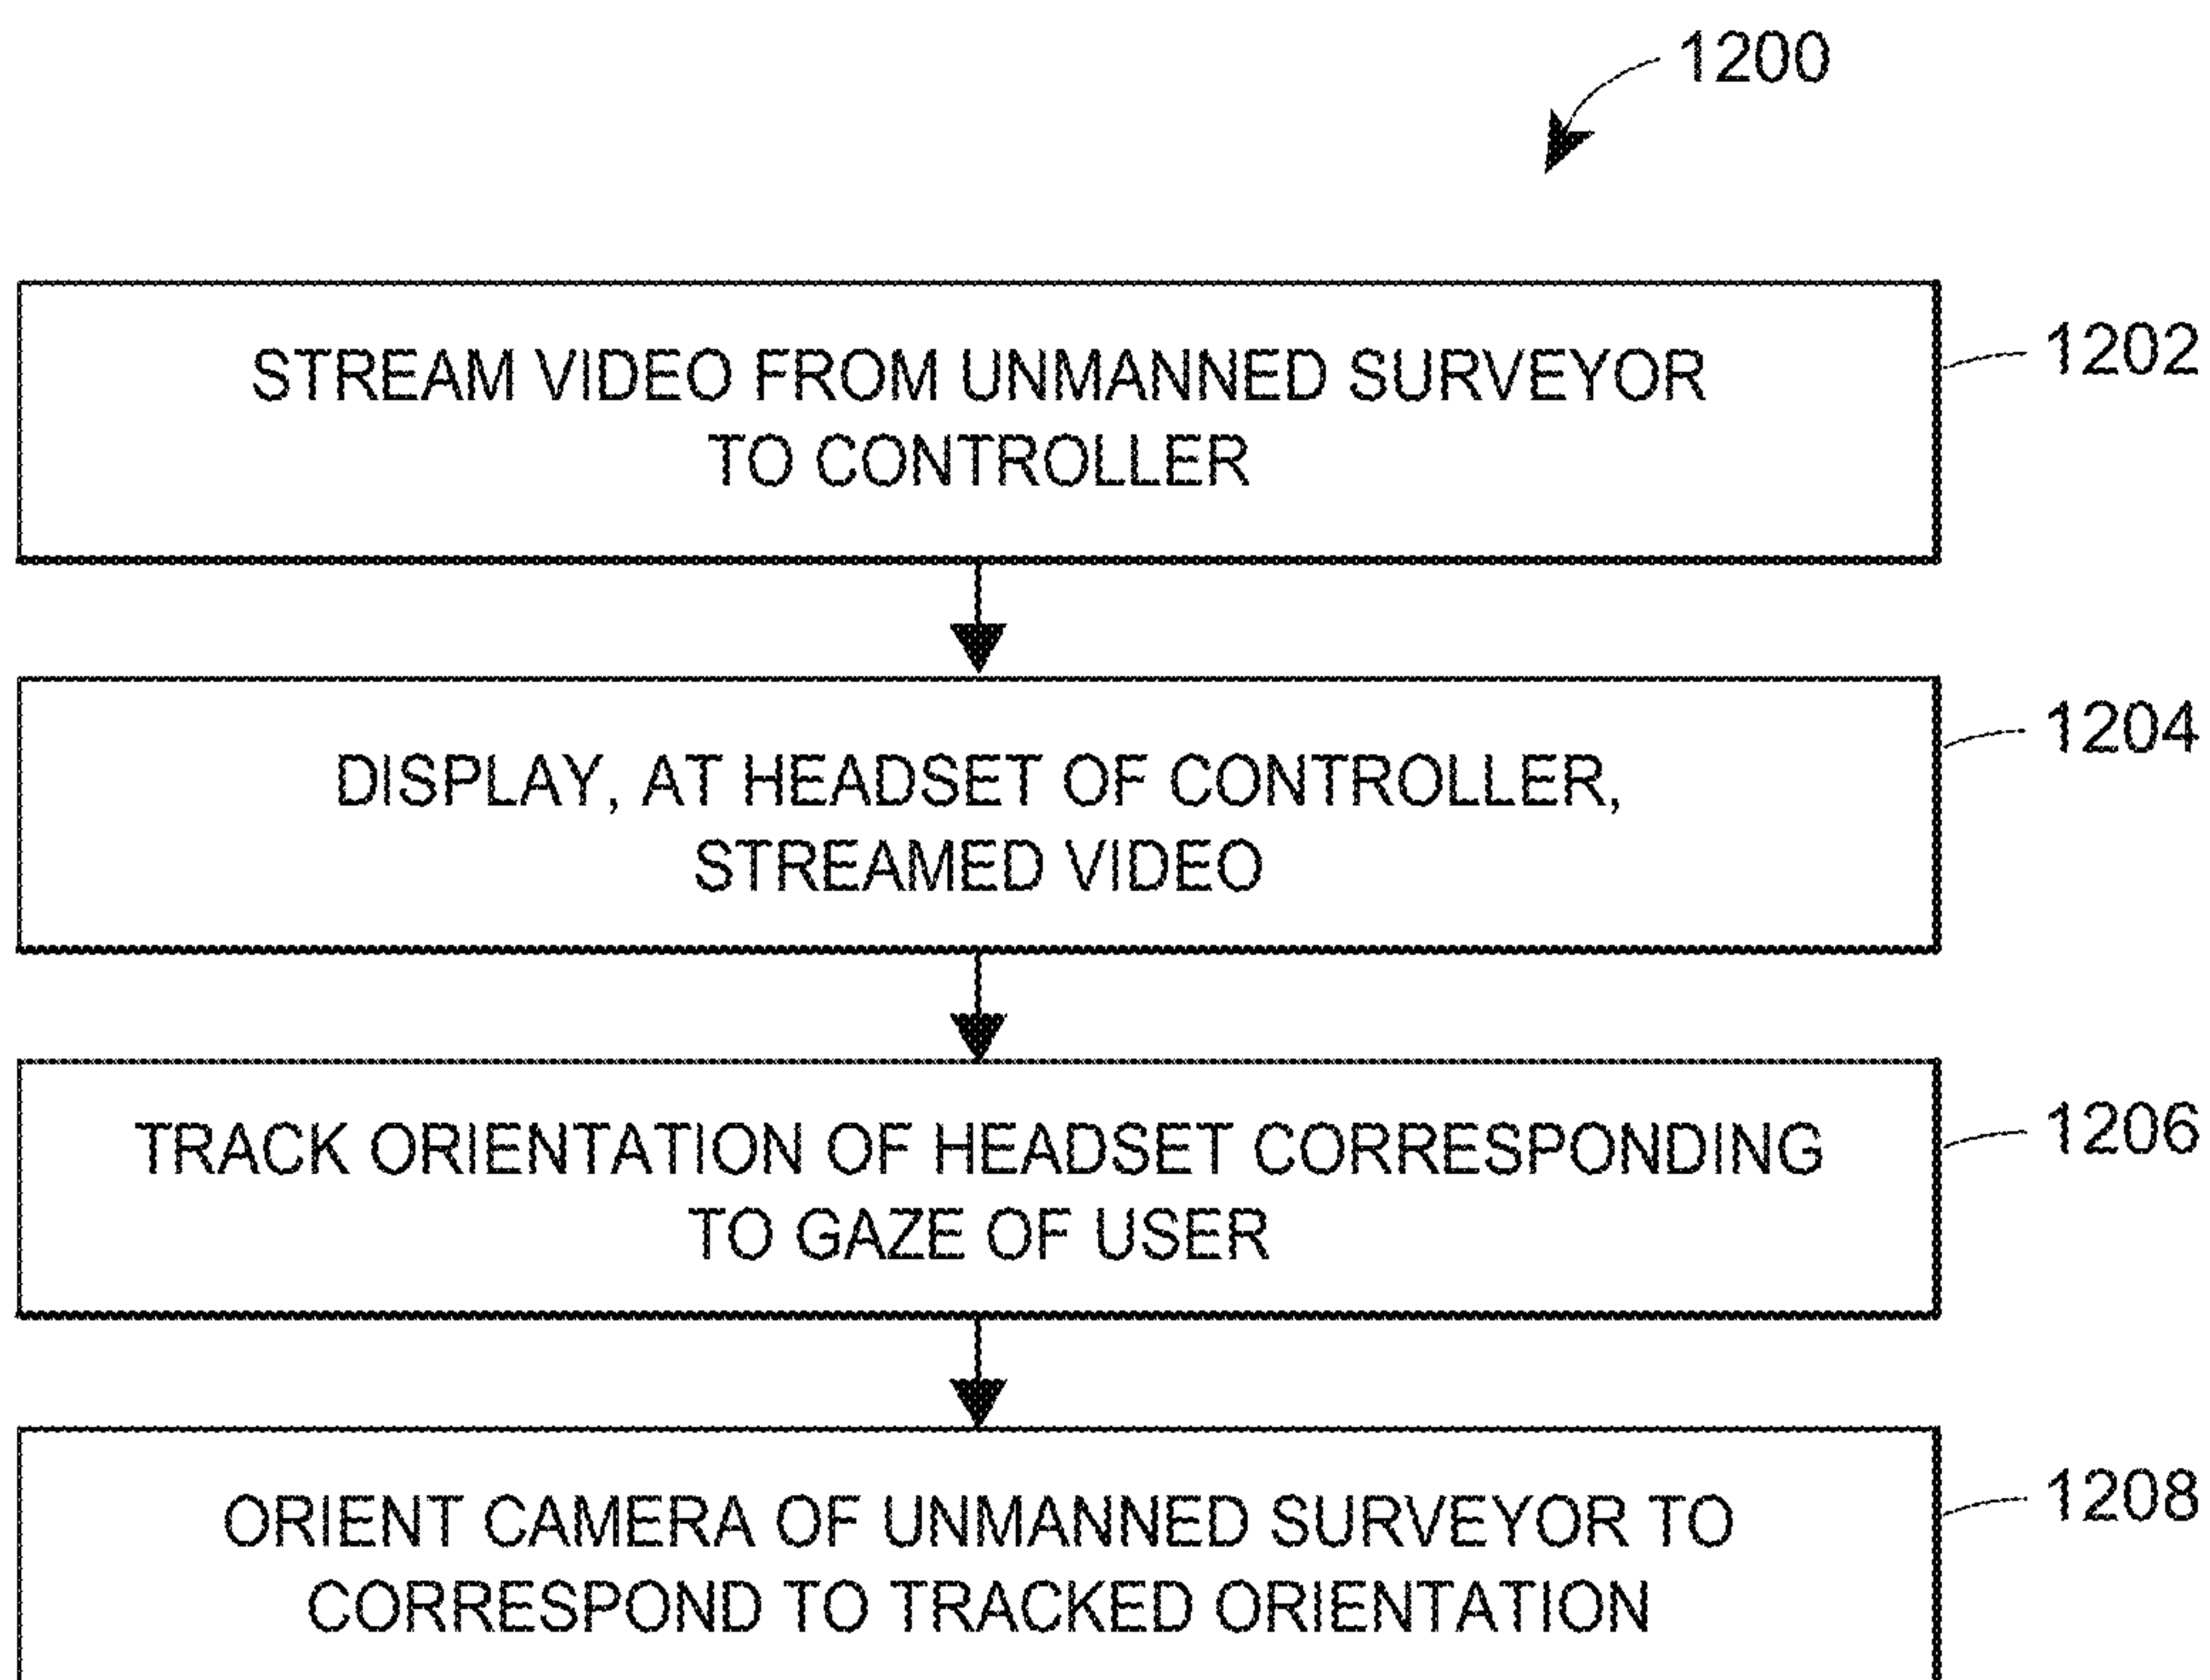 1200
STREAM VIDEO FROM UNMANNED SURVEYOR
TO CONTROLLER
1202
DISPLAY, AT HEADSET OF CONTROLLER,
STREAMED VIDEO
1204
TRACK ORIENTATION OF HEADSET CORRESPONDING
TO GAZE OF USER
1206
ORIENT CAMERA OF UNMANNED SURVEYOR TO
CORRESPOND TO TRACKED ORIENTATION
1208